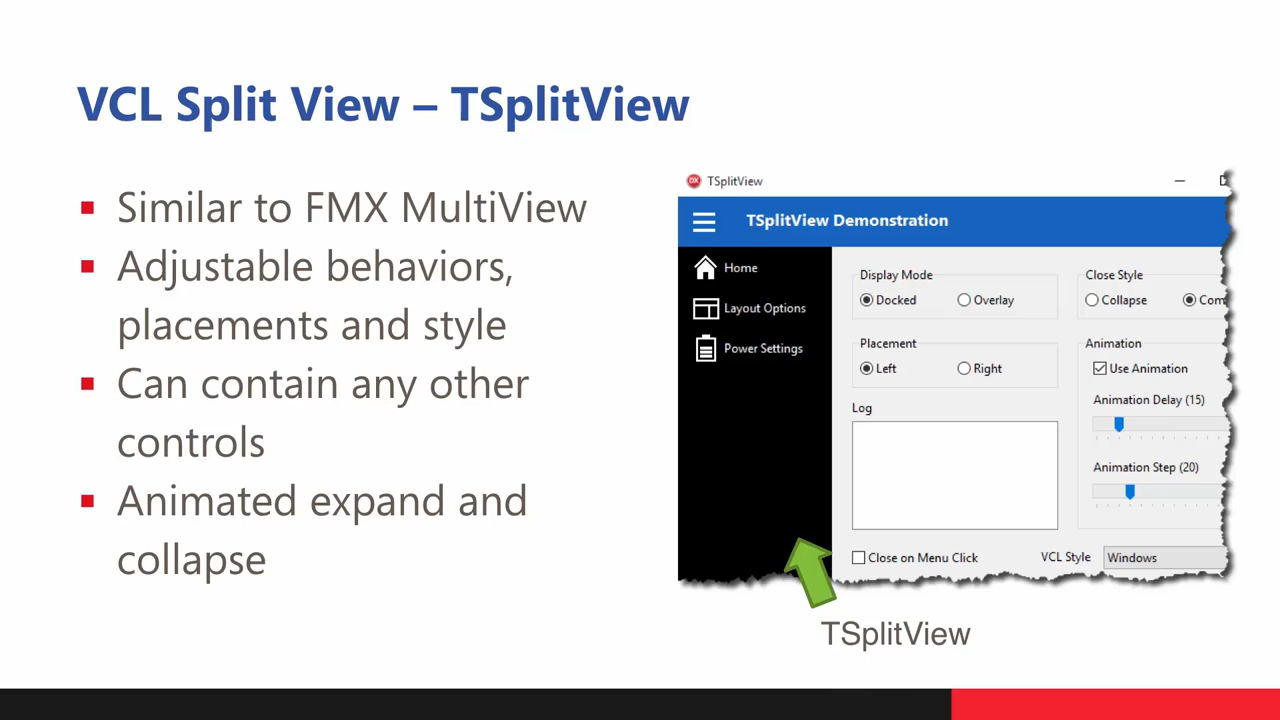 VCL Split View – TSplitView
Similar to FMX MultiView
Adjustable behaviors,
placements and style
Can contain any other
controls
Animated expand and
collapse
DX TSplitView
TSplitView Demonstration
Home
Layout Options
Power Settings
Display Mode
Docked Overlay
Placement
Left Right
Log
Close on Menu Click
Close Style
Collapse Com
Animation
Use Animation
Animation Delay (15)
Animation Step (20)
VCL Style Windows
TSplitView